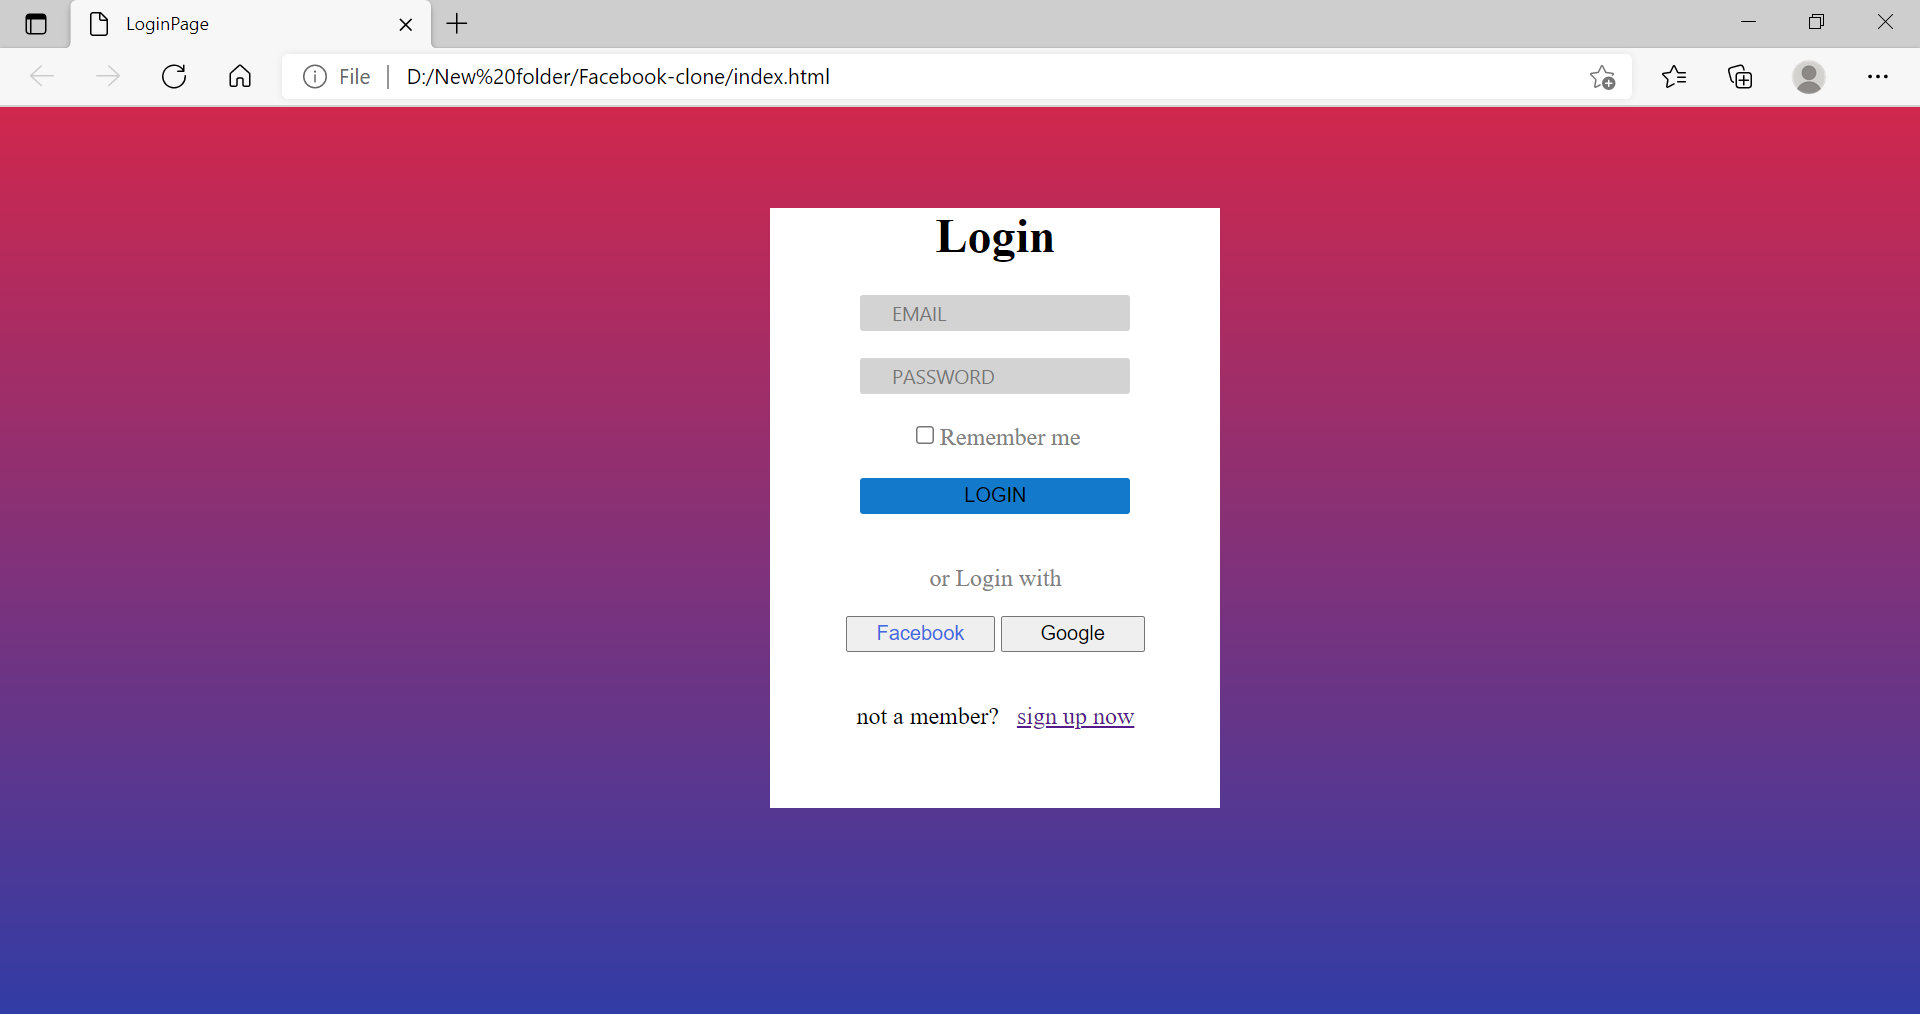 LoginPage
File D:/New%20folder/Facebook-clone/index.html
Login
EMAIL
PASSWORD
Remember me
LOGIN
or Login with
Facebook Google
not a member? sign up now